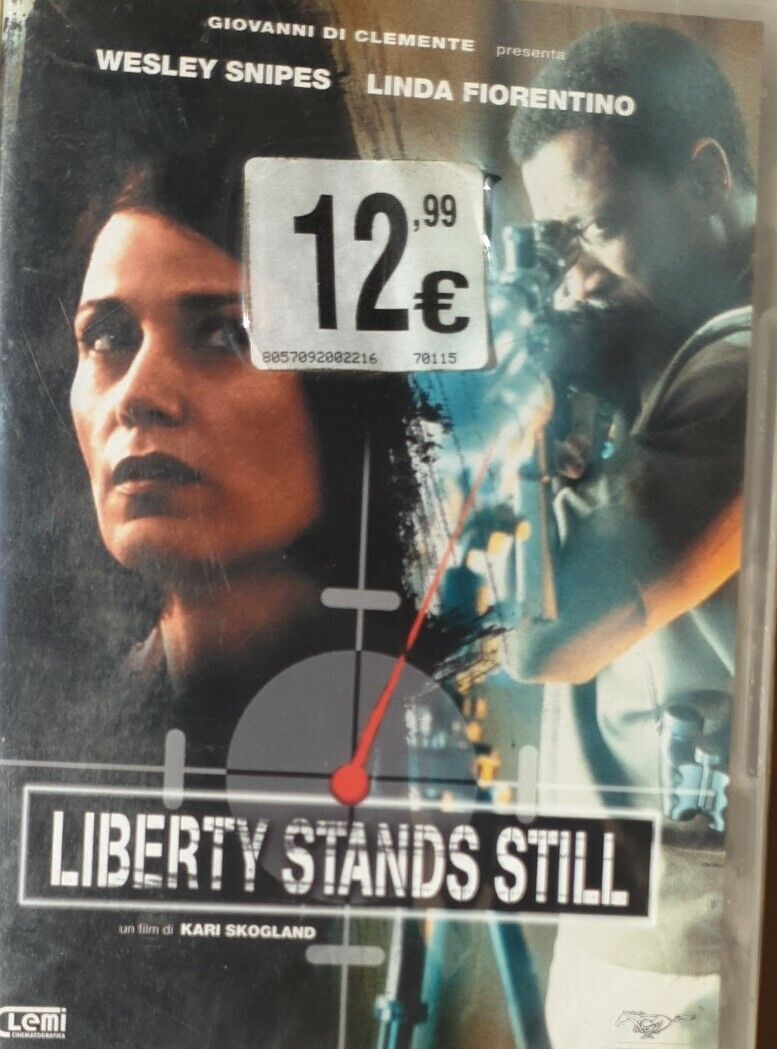 GIOVANNI DI CLEMENTE presenta
WESLEY SNIPES LINDA FIORENTINO
12,99
€
8057092002216 70115
LIBERTY STANDS STILL
un film di KARI SKOGLAND
Lemi
CINEMATOGRAFICA